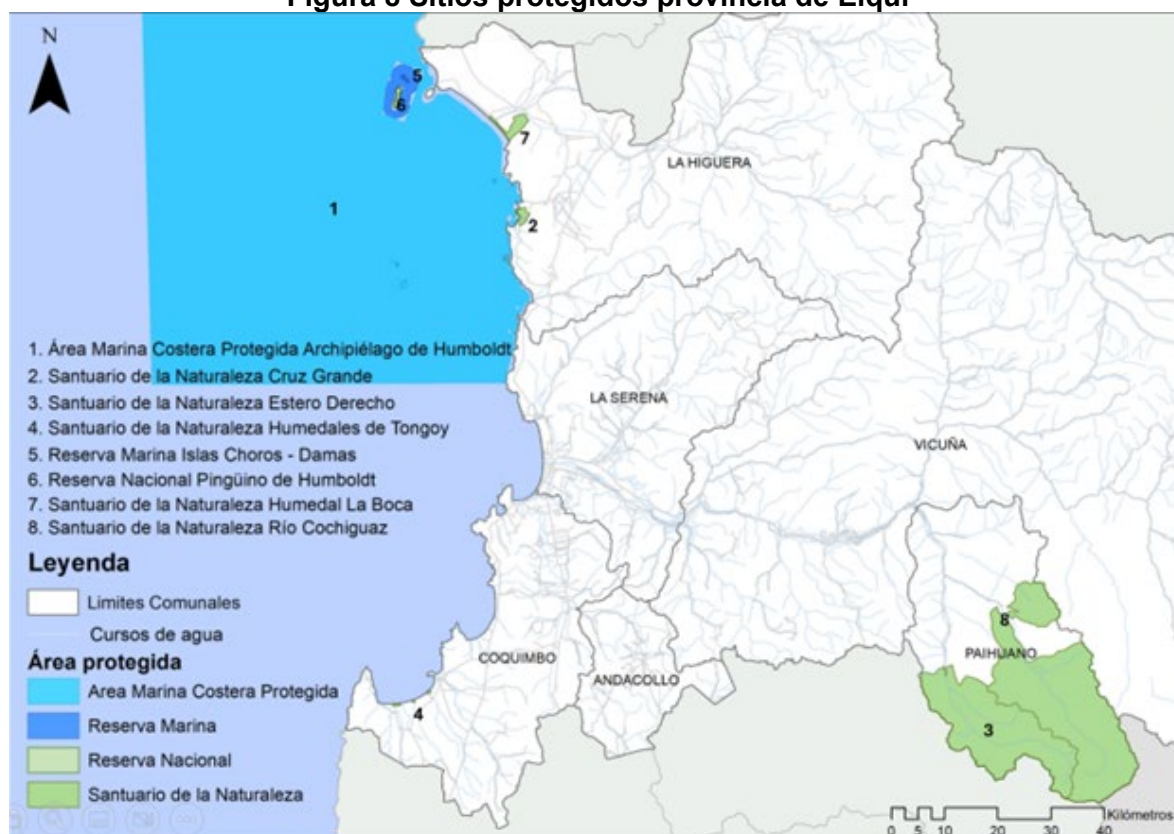 Figura 8 Sitios protegidos provincia de Elqui
N
5
6
7
LA HIGUERA
1
2
1. Área Marina Costera Protegida Archipiélago de Humboldt
2. Santuario de la Naturaleza Cruz Grande
3. Santuario de la Naturaleza Estero Derecho
4. Santuario de la Naturaleza Humedales de Tongoy
5. Reserva Marina Islas Choros - Damas
6. Reserva Nacional Pingüino de Humboldt
7. Santuario de la Naturaleza Humedal La Boca
8. Santuario de la Naturaleza Río Cochiguaz
LA SERENA
VICUÑA
Leyenda
Limites Comunales
Cursos de agua
Área protegida
Area Marina Costera Protegida
Reserva Marina
Reserva Nacional
Santuario de la Naturaleza
COQUIMBO
ANDACOLLO
8
PAIHUANO
4
3
Kilómetros
0 5 10 20 30 40